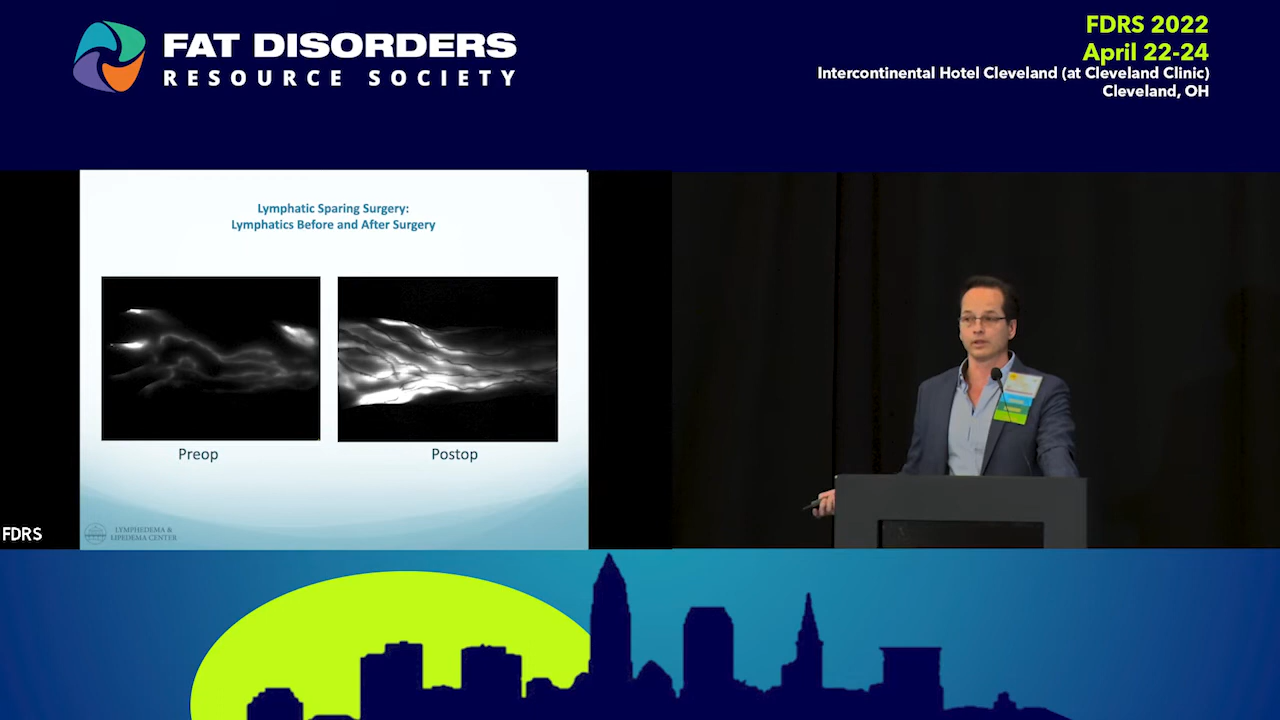 FAT DISORDERS
RESOURCE SOCIETY
FDRS 2022
April 22-24
Intercontinental Hotel Cleveland (at Cleveland Clinic)
Cleveland, OH
Lymphatic Sparing Surgery:
Lymphatics Before and After Surgery
Preop
Postop
LYMPHEDEMA &
LIPEDEMA CENTER
FDRS